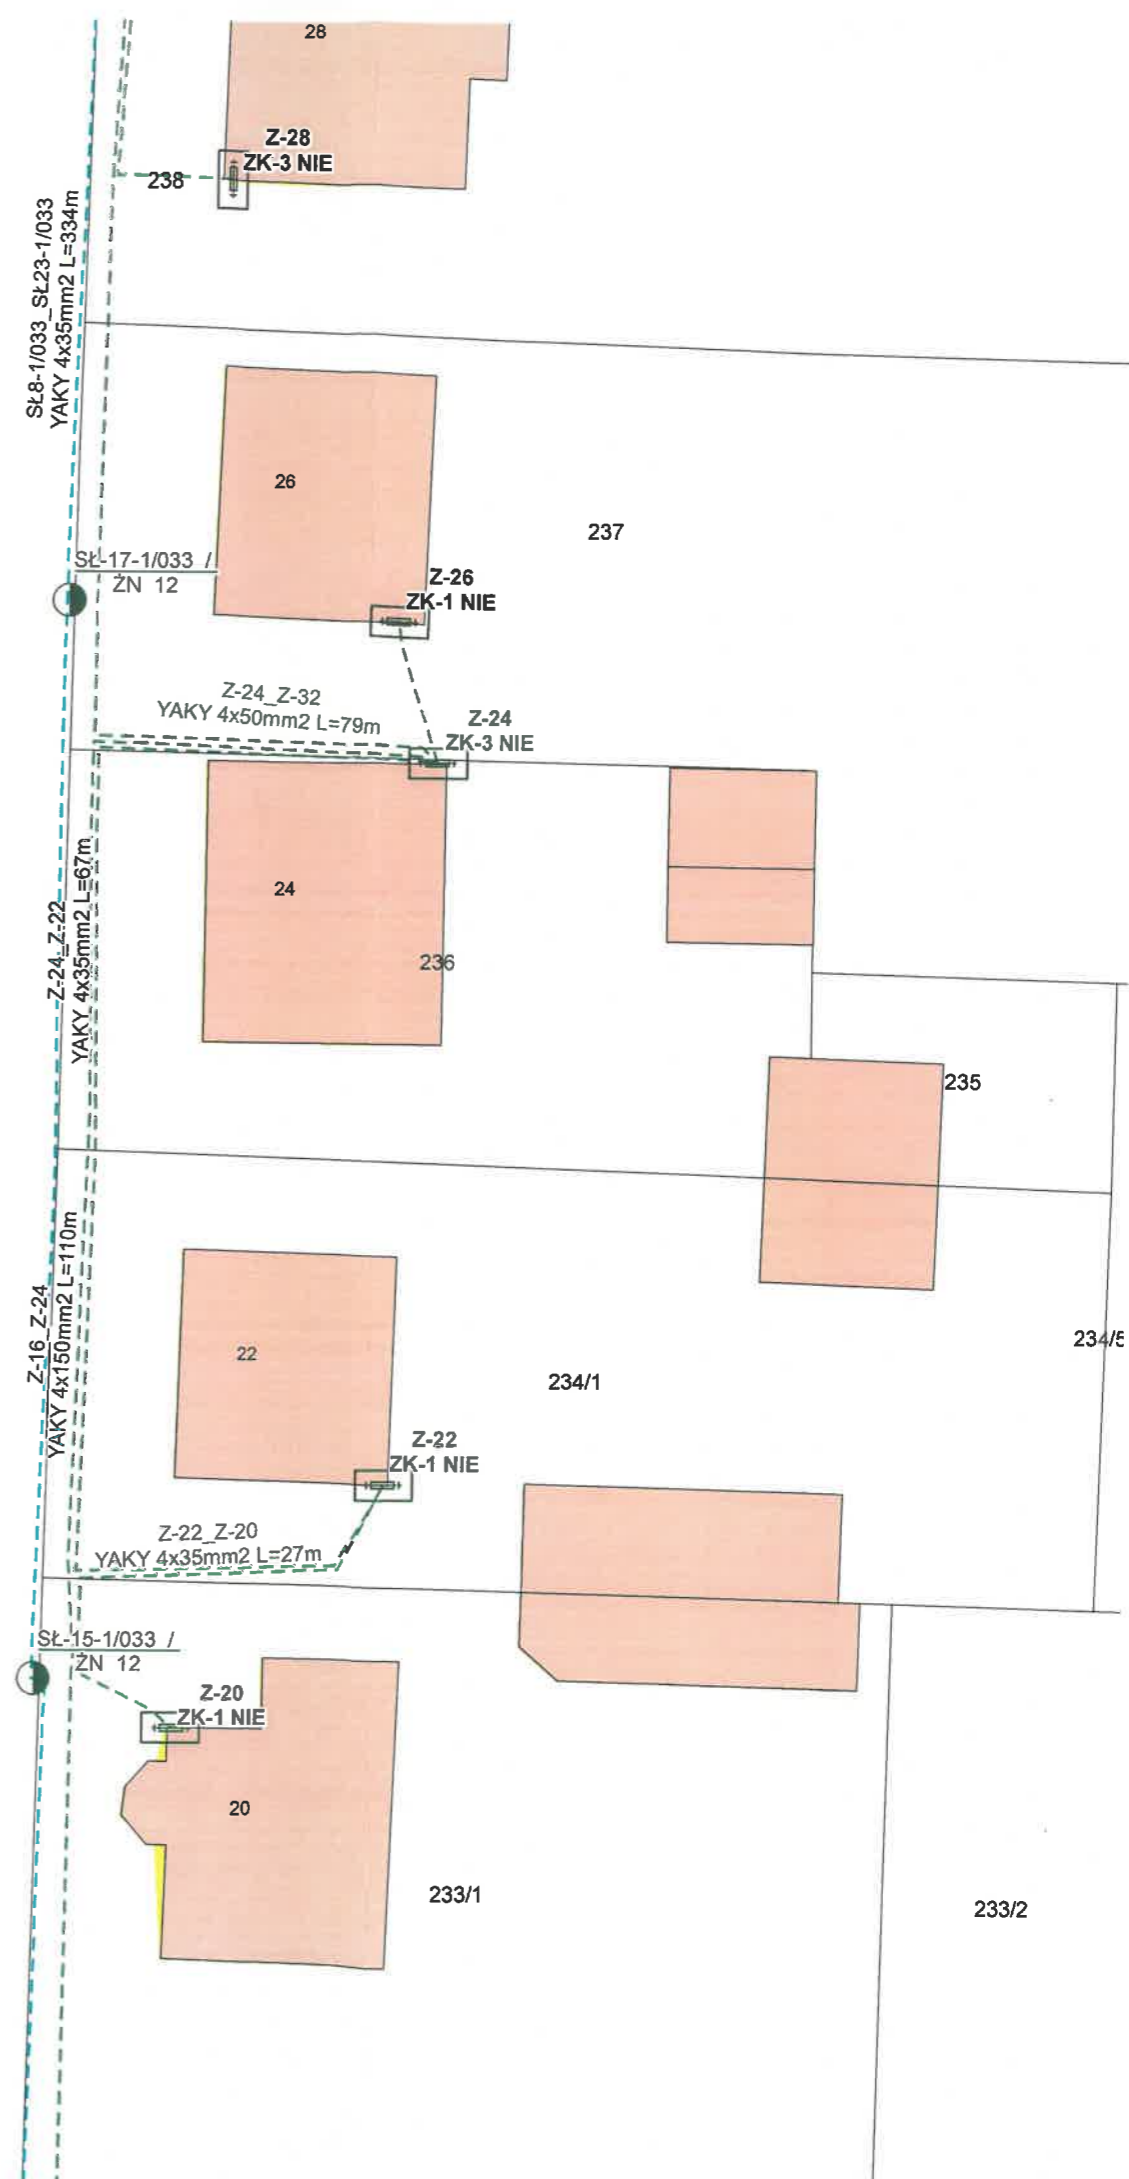 28
Z-28
ZK-3 NIE
238
SŁ8-1/033_SŁ23-1/033
YAKY 4x35mm2 L=334m
26
237
SŁ-17-1/033 /
ŻN 12
Z-26
ZK-1 NIE
Z-24_Z-32
YAKY 4x50mm2 L=79m
Z-24
ZK-3 NIE
24
236
Z-24_Z-22
YAKY 4x35mm2 L=67m
235
Z-16_Z-24
YAKY 4x150mm2 L=110m
22
234/1
234/5
Z-22
ZK-1 NIE
Z-22_Z-20
YAKY 4x35mm2 L=27m
SŁ-15-1/033 /
ŻN 12
Z-20
ZK-1 NIE
20
233/1
233/2